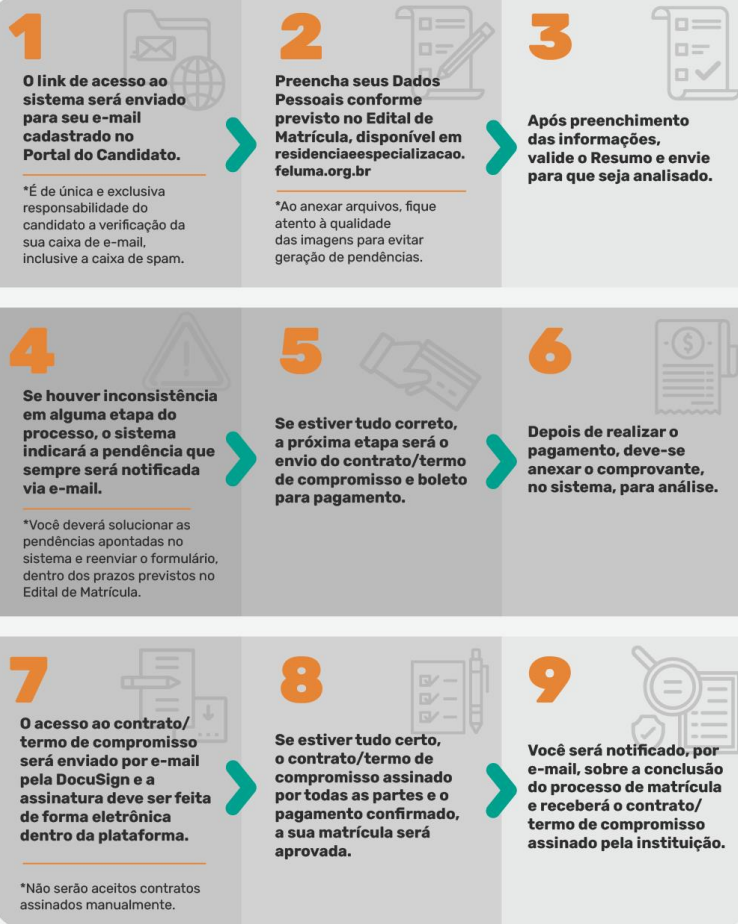 1
O link de acesso ao
sistema será enviado
para seu e-mail
cadastrado no
Portal do Candidato.
*É de única e exclusiva
responsabilidade do
candidato a verificação da
sua caixa de e-mail,
inclusive a caixa de spam.
2
Preencha seus Dados
Pessoais conforme
previsto no Edital de
Matrícula, disponível em
residenciaeespecializacao.
feluma.org.br
*Ao anexar arquivos, fique
atento à qualidade
das imagens para evitar
geração de pendências.
3
Após preenchimento
das informações,
valide o Resumo e envie
para que seja analisado.
4
Se houver inconsistência
em alguma etapa do
processo, o sistema
indicará a pendência que
sempre será notificada
via e-mail.
*Você deverá solucionar as
pendências apontadas no
sistema e reenviar o formulário,
dentro dos prazos previstos no
Edital de Matrícula.
5
Se estiver tudo correto,
a próxima etapa será o
envio do contrato/termo
de compromisso e boleto
para pagamento.
6
Depois de realizar o
pagamento, deve-se
anexar o comprovante,
no sistema, para análise.
7
O acesso ao contrato/
termo de compromisso
será enviado por e-mail
pela DocuSign e a
assinatura deve ser feita
de forma eletrônica
dentro da plataforma.
*Não serão aceitos contratos
assinados manualmente.
8
Se estiver tudo certo,
o contrato/termo de
compromisso assinado
por todas as partes e o
pagamento confirmado,
a sua matrícula será
aprovada.
9
Você será notificado, por
e-mail, sobre a conclusão
do processo de matrícula
e receberá o contrato/
termo de compromisso
assinado pela instituição.